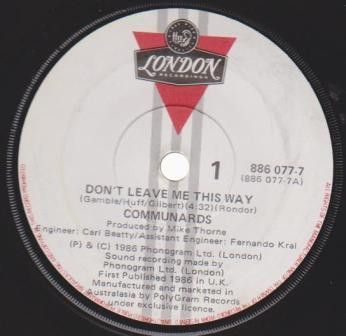 LONDON
RECORDINGS
1
886 077-7
(886 077-7A)
DON'T LEAVE ME THIS WAY
(Gamble/Huff/Gilbert)(4:32)(Rondor)
COMMUNARDS
Produced by Mike Thorne
Engineer: Carl Beatty/Assistant Engineer: Fernando Kral
(P) & (C) 1986 Phonogram Ltd. (London)
Sound recording made by
Phonogram Ltd. (London)
First Published 1986 in U.K.
Manufactured and marketed in
Australasia by PolyGram Records
under exclusive licence.